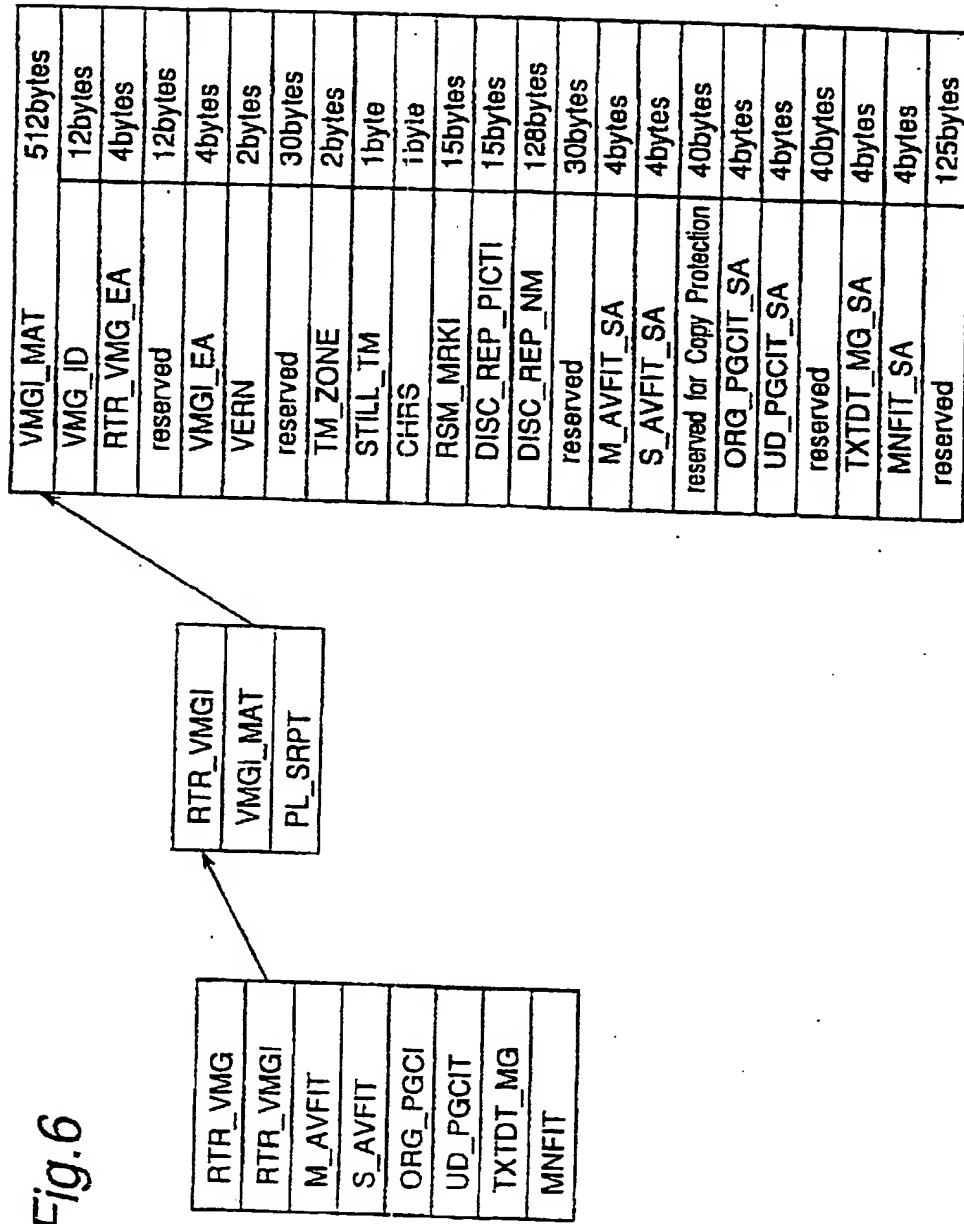 Fig.6
RTR_VMG
RTR_VMGI
M_AVFIT
S_AVFIT
ORG_PGCI
UD_PGCIT
TXTDT_MG
MNFIT
RTR_VMGI
VMGI_MAT
PL_SRPT
VMGI_MAT 512bytes
VMG_ID 12bytes
RTR_VMG_EA 4bytes
reserved 12bytes
VMGI_EA 4bytes
VERN 2bytes
reserved 30bytes
TM_ZONE 2bytes
STILL_TM 1byte
CHRS 1byte
RSM_MRKI 15bytes
DISC_REP_PICTI 15bytes
DISC_REP_NM 128bytes
reserved 30bytes
M_AVFIT_SA 4bytes
S_AVFIT_SA 4bytes
reserved for Copy Protection 40bytes
ORG_PGCIT_SA 4bytes
UD_PGCIT_SA 4bytes
reserved 40bytes
TXTDT_MG_SA 4bytes
MNFIT_SA 4bytes
reserved 125bytes